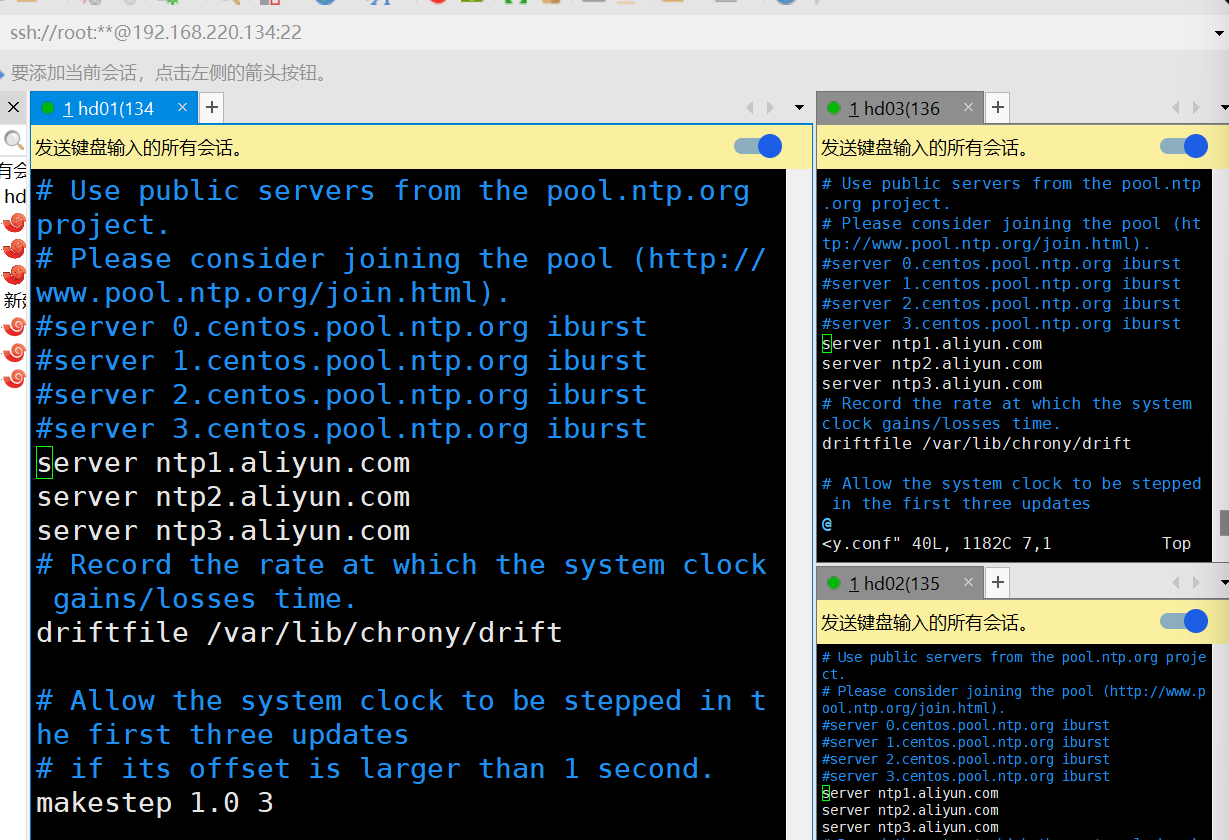 ssh://root:**@192.168.220.134:22
要添加当前会话，点击左侧的箭头按钮。
1 hd01(134
发送键盘输入的所有会话。
有会
hd
新建
# Use public servers from the pool.ntp.org
project.
# Please consider joining the pool (http://
www.pool.ntp.org/join.html).
#server 0.centos.pool.ntp.org iburst
#server 1.centos.pool.ntp.org iburst
#server 2.centos.pool.ntp.org iburst
#server 3.centos.pool.ntp.org iburst
server ntp1.aliyun.com
server ntp2.aliyun.com
server ntp3.aliyun.com
# Record the rate at which the system clock
gains/losses time.
driftfile /var/lib/chrony/drift
# Allow the system clock to be stepped in t
he first three updates
# if its offset is larger than 1 second.
makestep 1.0 3
1 hd03(136
发送键盘输入的所有会话。
# Use public servers from the pool.ntp
.org project.
# Please consider joining the pool (ht
tp://www.pool.ntp.org/join.html).
#server 0.centos.pool.ntp.org iburst
#server 1.centos.pool.ntp.org iburst
#server 2.centos.pool.ntp.org iburst
#server 3.centos.pool.ntp.org iburst
server ntp1.aliyun.com
server ntp2.aliyun.com
server ntp3.aliyun.com
# Record the rate at which the system
clock gains/losses time.
driftfile /var/lib/chrony/drift
# Allow the system clock to be stepped
in the first three updates
@
<y.conf" 40L, 1182C 7,1 Top
1 hd02(135
发送键盘输入的所有会话。
# Use public servers from the pool.ntp.org proje
ct.
# Please consider joining the pool (http://www.p
ool.ntp.org/join.html).
#server 0.centos.pool.ntp.org iburst
#server 1.centos.pool.ntp.org iburst
#server 2.centos.pool.ntp.org iburst
#server 3.centos.pool.ntp.org iburst
server ntp1.aliyun.com
server ntp2.aliyun.com
server ntp3.aliyun.com